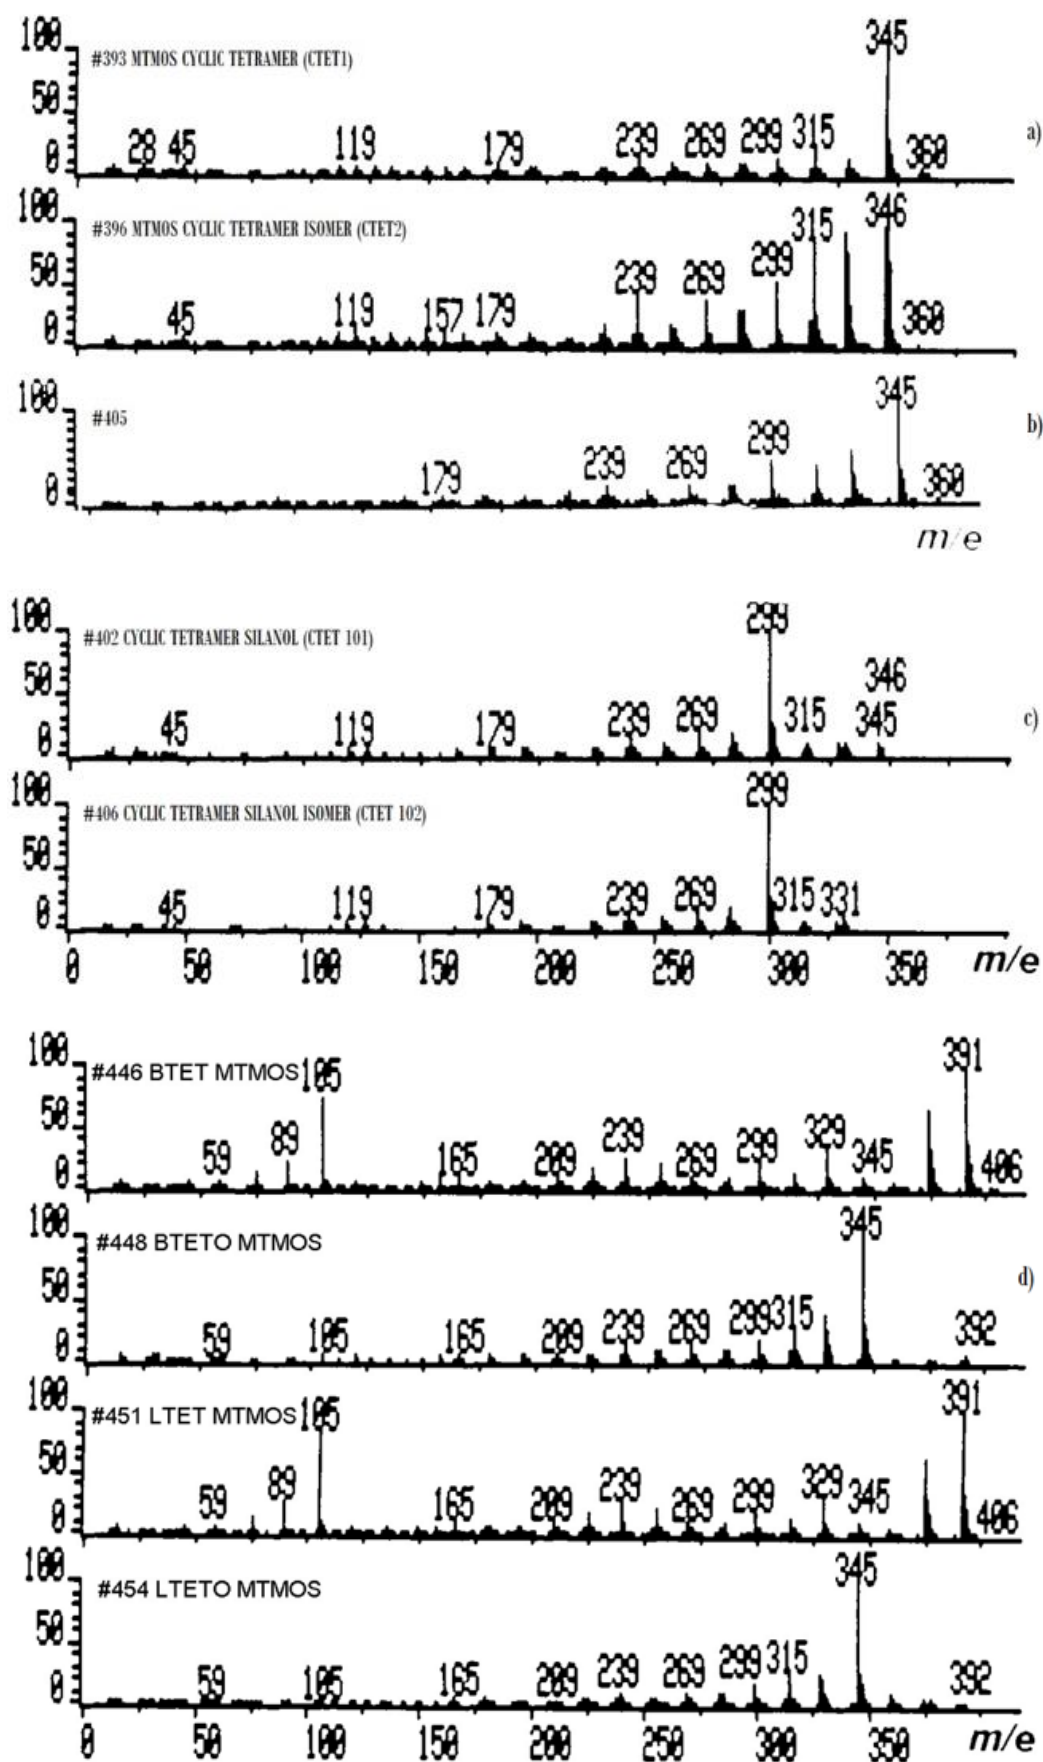 100
345
#393 MTMOS CYCLIC TETRAMER (CTET1)
50
a)
28 45 119 179 239 269 299 315 360
0
100
346
#396 MTMOS CYCLIC TETRAMER ISOMER (CTET2)
315
50
299
239 269
45 119 157 179 360
0
100
345
#405
b)
299
179 239 269 360
0
m/e
100
299
#402 CYCLIC TETRAMER SILANOL (CTET 101)
50
346
c)
45 119 179 239 269 315 345
0
100
299
#406 CYCLIC TETRAMER SILANOL ISOMER (CTET 102)
50
45 119 179 239 269 315 331
0
0 50 100 150 200 250 300 350 m/e
100
391
#446 BTET MTMOS 105
50
59 89 165 209 239 269 299 329 345 406
0
100
345
#448 BTETO MTMOS
d)
50
59 105 165 209 239 269 299 315 392
0
100
391
#451 LTET MTMOS 105
50
59 89 165 209 239 269 299 329 345 406
0
100
345
#454 LTETO MTMOS
50
59 105 165 209 239 269 299 315 392
0
0 50 100 150 200 250 300 350 m/e